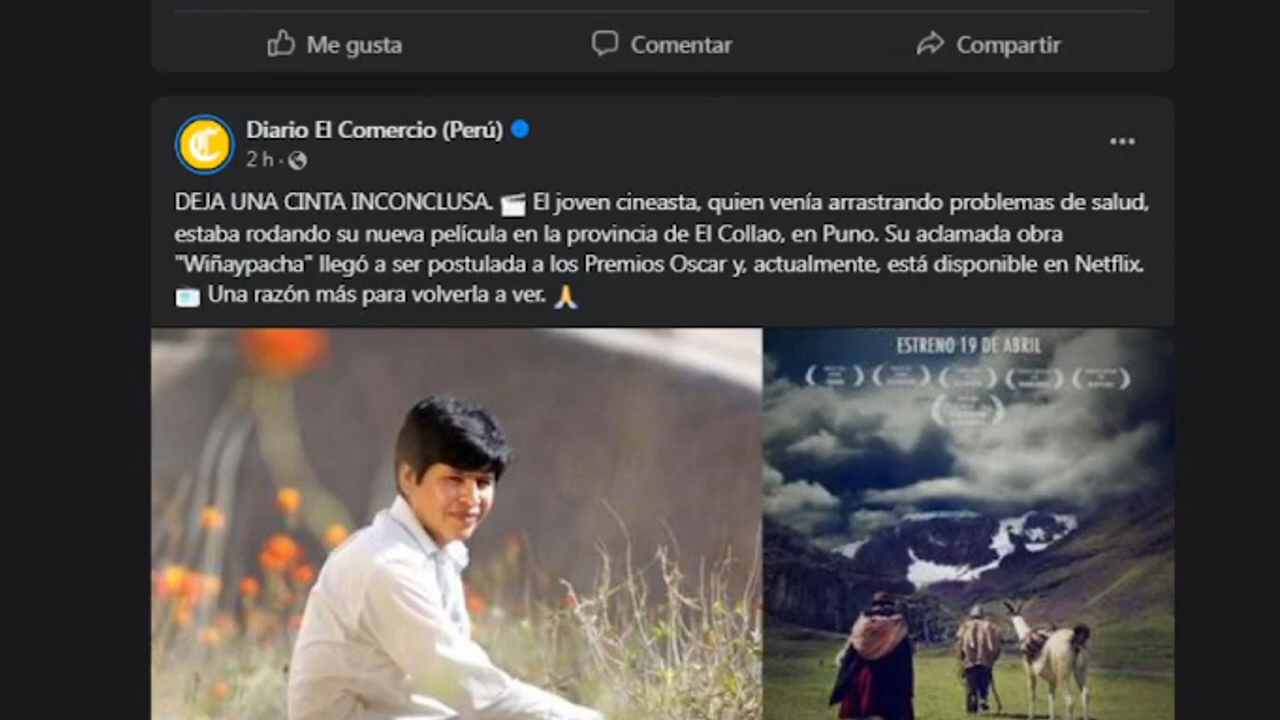 Me gusta
Comentar
Compartir
Diario El Comercio (Perú)
2 h ·
DEJA UNA CINTA INCONCLUSA. 🎬 El joven cineasta, quien venía arrastrando problemas de salud,
estaba rodando su nueva película en la provincia de El Collao, en Puno. Su aclamada obra
"Wiñaypacha" llegó a ser postulada a los Premios Oscar y, actualmente, está disponible en Netflix.
Una razón más para volverla a ver. 🙏
ESTRENO 19 DE ABRIL